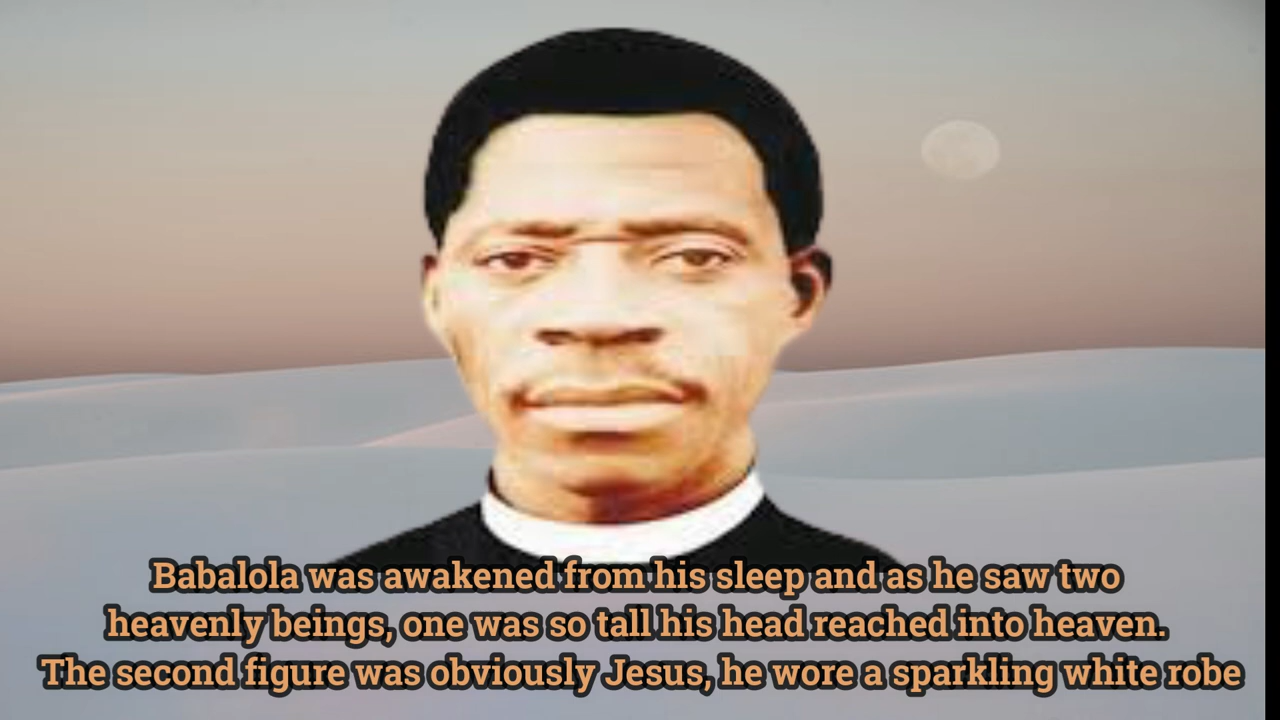 Babalola was awakened from his sleep and as he saw two
heavenly beings, one was so tall his head reached into heaven.
The second figure was obviously Jesus, he wore a sparkling white robe